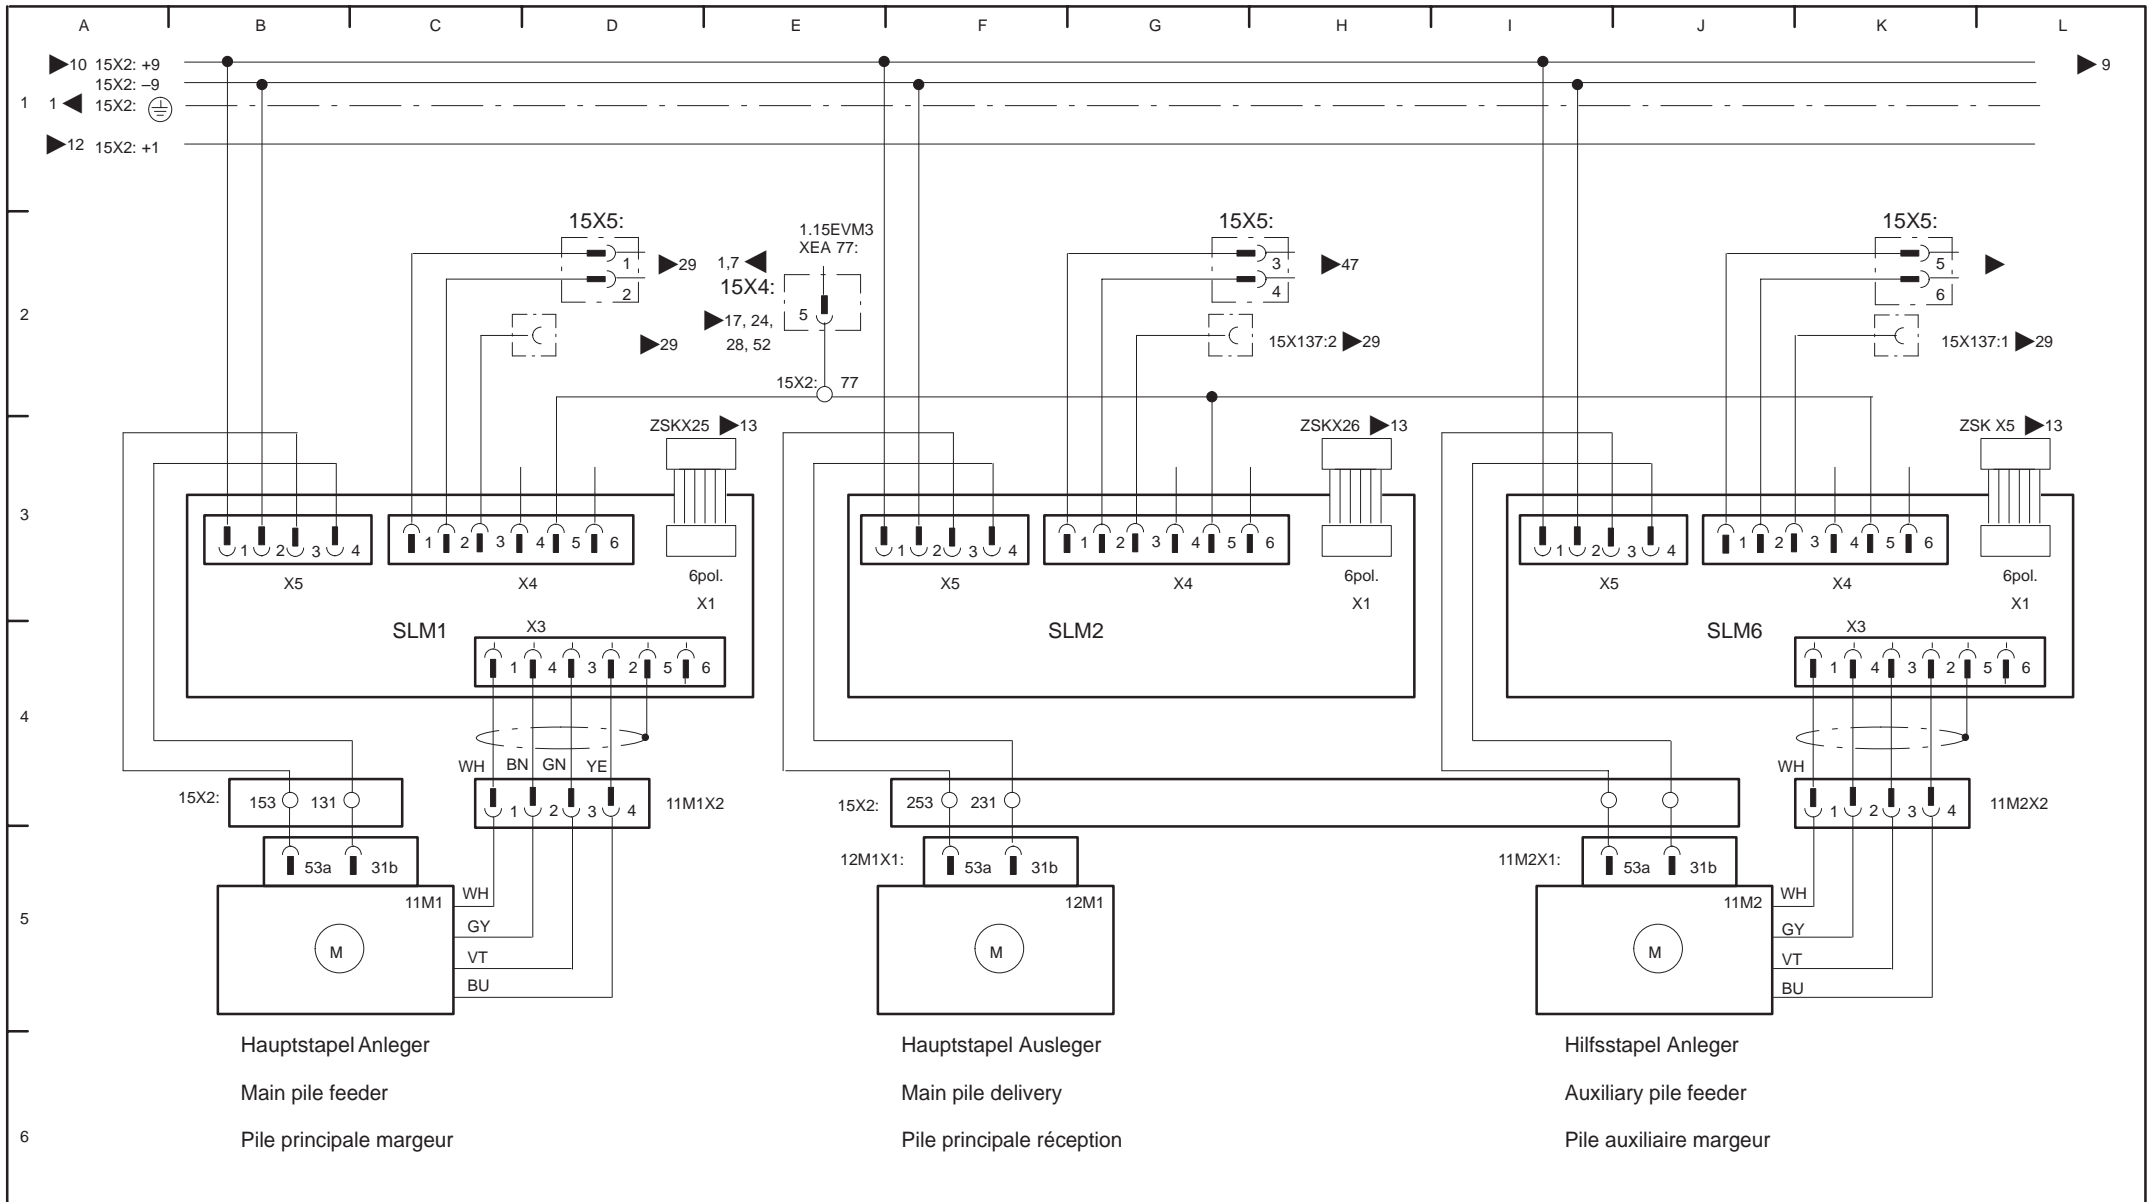 A B C D E F G H I J K L
10 15X2: +9
9
15X2: –9
1
1 15X2:
12 15X2: +1
15X5:
1
2
29
29
1.15EVM3
XEA 77:
1,7
15X4:
5
17, 24,
28, 52
15X2: 77
15X5:
3
4
47
15X137:2 29
15X5:
5
6
15X137:1 29
2
ZSKX25 13
ZSKX26 13
ZSK X5 13
3
1 2 3 4
X5
1 2 3 4 5 6
X4
6pol.
X1
SLM1
X3
1 4 3 2 5 6
1 2 3 4
X5
1 2 3 4 5 6
X4
6pol.
X1
SLM2
1 2 3 4
X5
1 2 3 4 5 6
X4
6pol.
X1
SLM6
X3
1 4 3 2 5 6
4
WH BN GN YE
WH
15X2: 153 131
1 2 3 4
11M1X2
15X2: 253 231
1 2 3 4
11M2X2
53a 31b
12M1X1: 53a 31b
11M2X1: 53a 31b
5
11M1
M
WH
GY
VT
BU
12M1
M
11M2
M
WH
GY
VT
BU
Hauptstapel Anleger
Main pile feeder
Pile principale margeur
Hauptstapel Ausleger
Main pile delivery
Pile principale réception
Hilfsstapel Anleger
Auxiliary pile feeder
Pile auxiliaire margeur
6